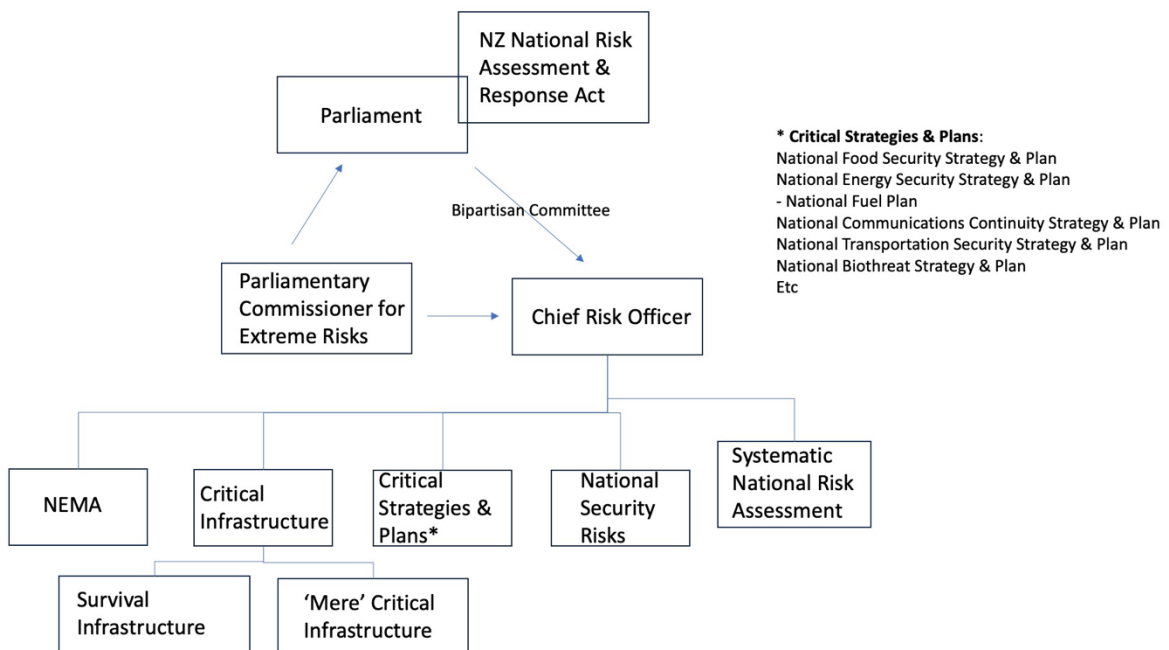 NZ National Risk
Assessment &
Response Act
Parliament
* Critical Strategies & Plans:
National Food Security Strategy & Plan
National Energy Security Strategy & Plan
- National Fuel Plan
National Communications Continuity Strategy & Plan
National Transportation Security Strategy & Plan
National Biothreat Strategy & Plan
Etc
Bipartisan Committee
Parliamentary
Commissioner for
Extreme Risks
Chief Risk Officer
NEMA
Critical
Infrastructure
Critical
Strategies &
Plans*
National
Security
Risks
Systematic
National Risk
Assessment
Survival
Infrastructure
‘Mere’ Critical
Infrastructure